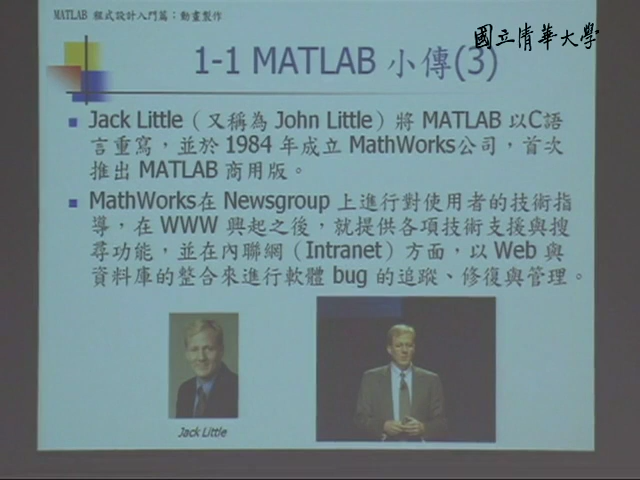 MATLAB 程式設計入門篇：動畫製作
國立清華大學
1-1 MATLAB 小傳(3)
Jack Little（又稱為 John Little）將 MATLAB 以C語
言重寫，並於 1984 年成立 MathWorks公司，首次
推出 MATLAB 商用版。
MathWorks在 Newsgroup 上進行對使用者的技術指
導，在 WWW 興起之後，就提供各項技術支援與搜
尋功能，並在內聯網（Intranet）方面，以 Web 與
資料庫的整合來進行軟體 bug 的追蹤、修復與管理。
Jack Little